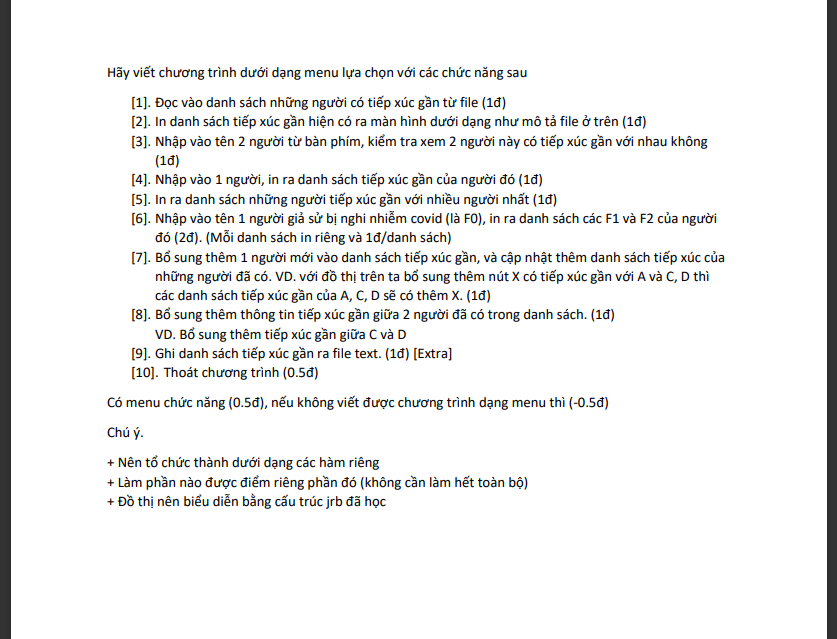 Hãy viết chương trình dưới dạng menu lựa chọn với các chức năng sau
[1]. Đọc vào danh sách những người có tiếp xúc gần từ file (1đ)
[2]. In danh sách tiếp xúc gần hiện có ra màn hình dưới dạng như mô tả file ở trên (1đ)
[3]. Nhập vào tên 2 người từ bàn phím, kiểm tra xem 2 người này có tiếp xúc gần với nhau không
(1đ)
[4]. Nhập vào 1 người, in ra danh sách tiếp xúc gần của người đó (1đ)
[5]. In ra danh sách những người tiếp xúc gần với nhiều người nhất (1đ)
[6]. Nhập vào tên 1 người giả sử bị nghi nhiễm covid (là F0), in ra danh sách các F1 và F2 của người
đó (2đ). (Mỗi danh sách in riêng và 1đ/danh sách)
[7]. Bổ sung thêm 1 người mới vào danh sách tiếp xúc gần, và cập nhật thêm danh sách tiếp xúc của
những người đã có. VD. với đồ thị trên ta bổ sung thêm nút X có tiếp xúc gần với A và C, D thì
các danh sách tiếp xúc gần của A, C, D sẽ có thêm X. (1đ)
[8]. Bổ sung thêm thông tin tiếp xúc gần giữa 2 người đã có trong danh sách. (1đ)
VD. Bổ sung thêm tiếp xúc gần giữa C và D
[9]. Ghi danh sách tiếp xúc gần ra file text. (1đ) [Extra]
[10]. Thoát chương trình (0.5đ)
Có menu chức năng (0.5đ), nếu không viết được chương trình dạng menu thì (-0.5đ)
Chú ý.
+ Nên tổ chức thành dưới dạng các hàm riêng
+ Làm phần nào được điểm riêng phần đó (không cần làm hết toàn bộ)
+ Đồ thị nên biểu diễn bằng cấu trúc jrb đã học